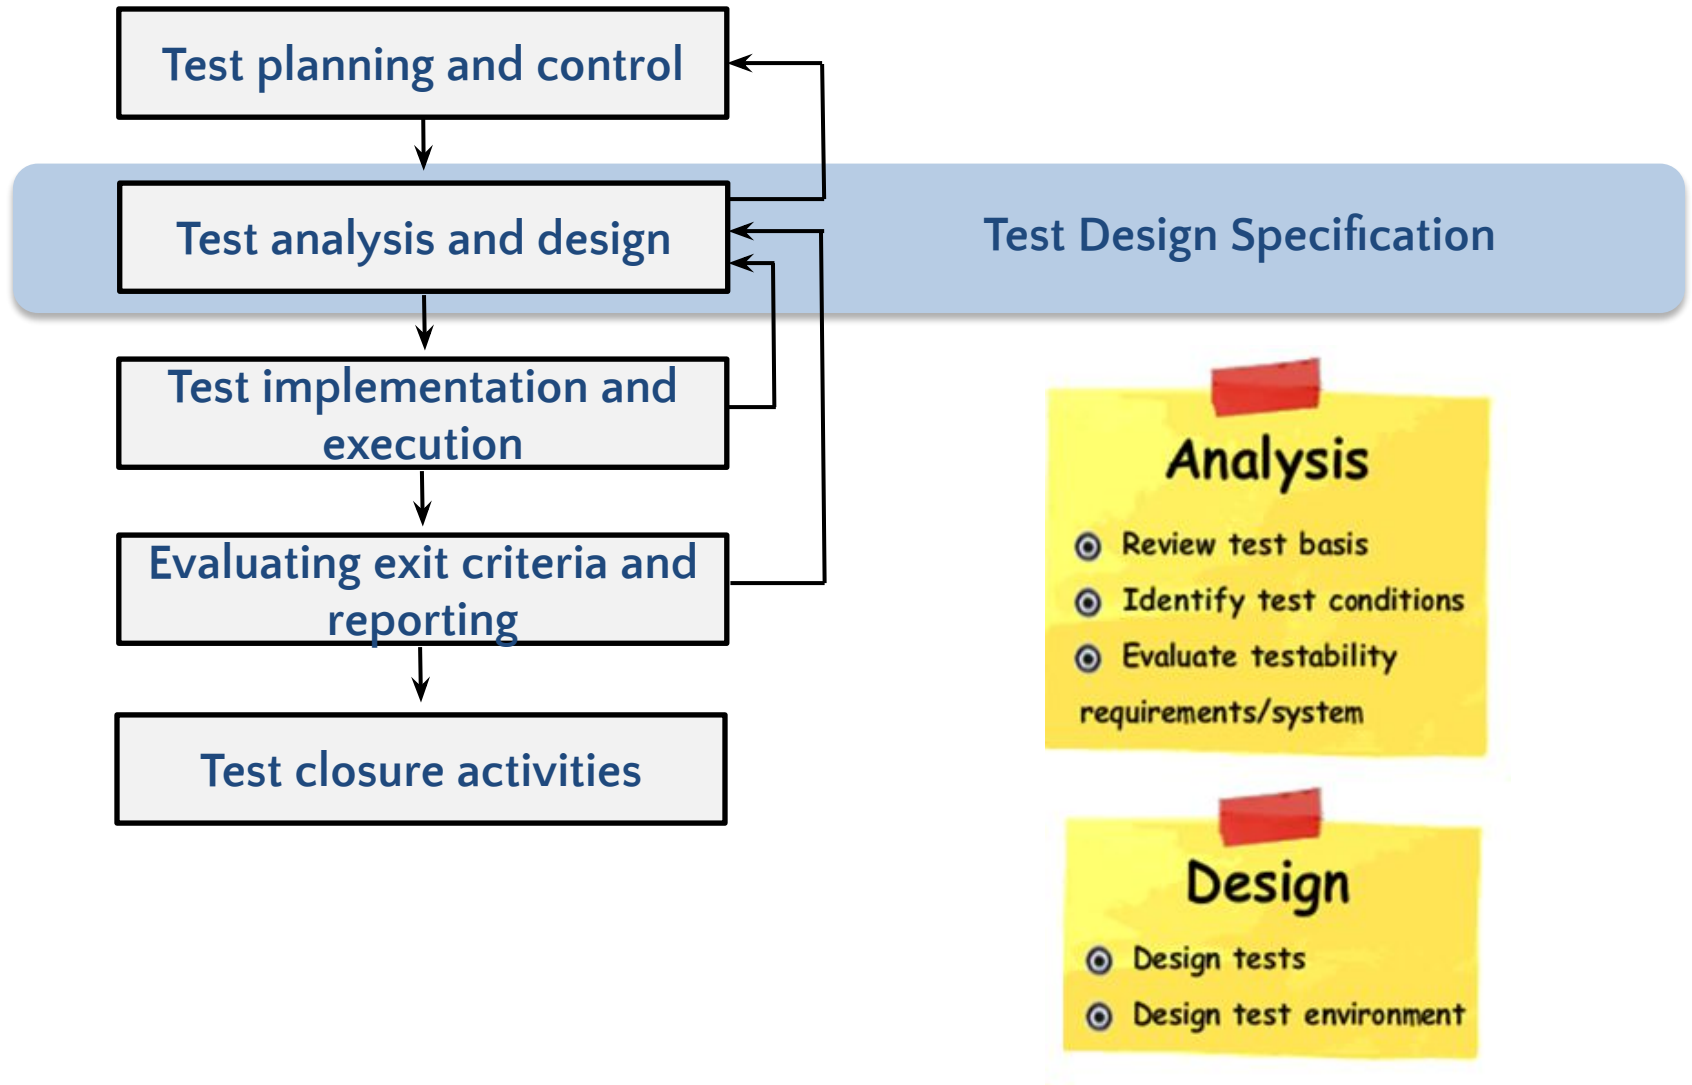 Test planning and control
Test analysis and design
Test Design Specification
Test implementation and
execution
Evaluating exit criteria and
reporting
Test closure activities
Analysis
Review test basis
Identify test conditions
Evaluate testability
requirements/system
Design
Design tests
Design test environment